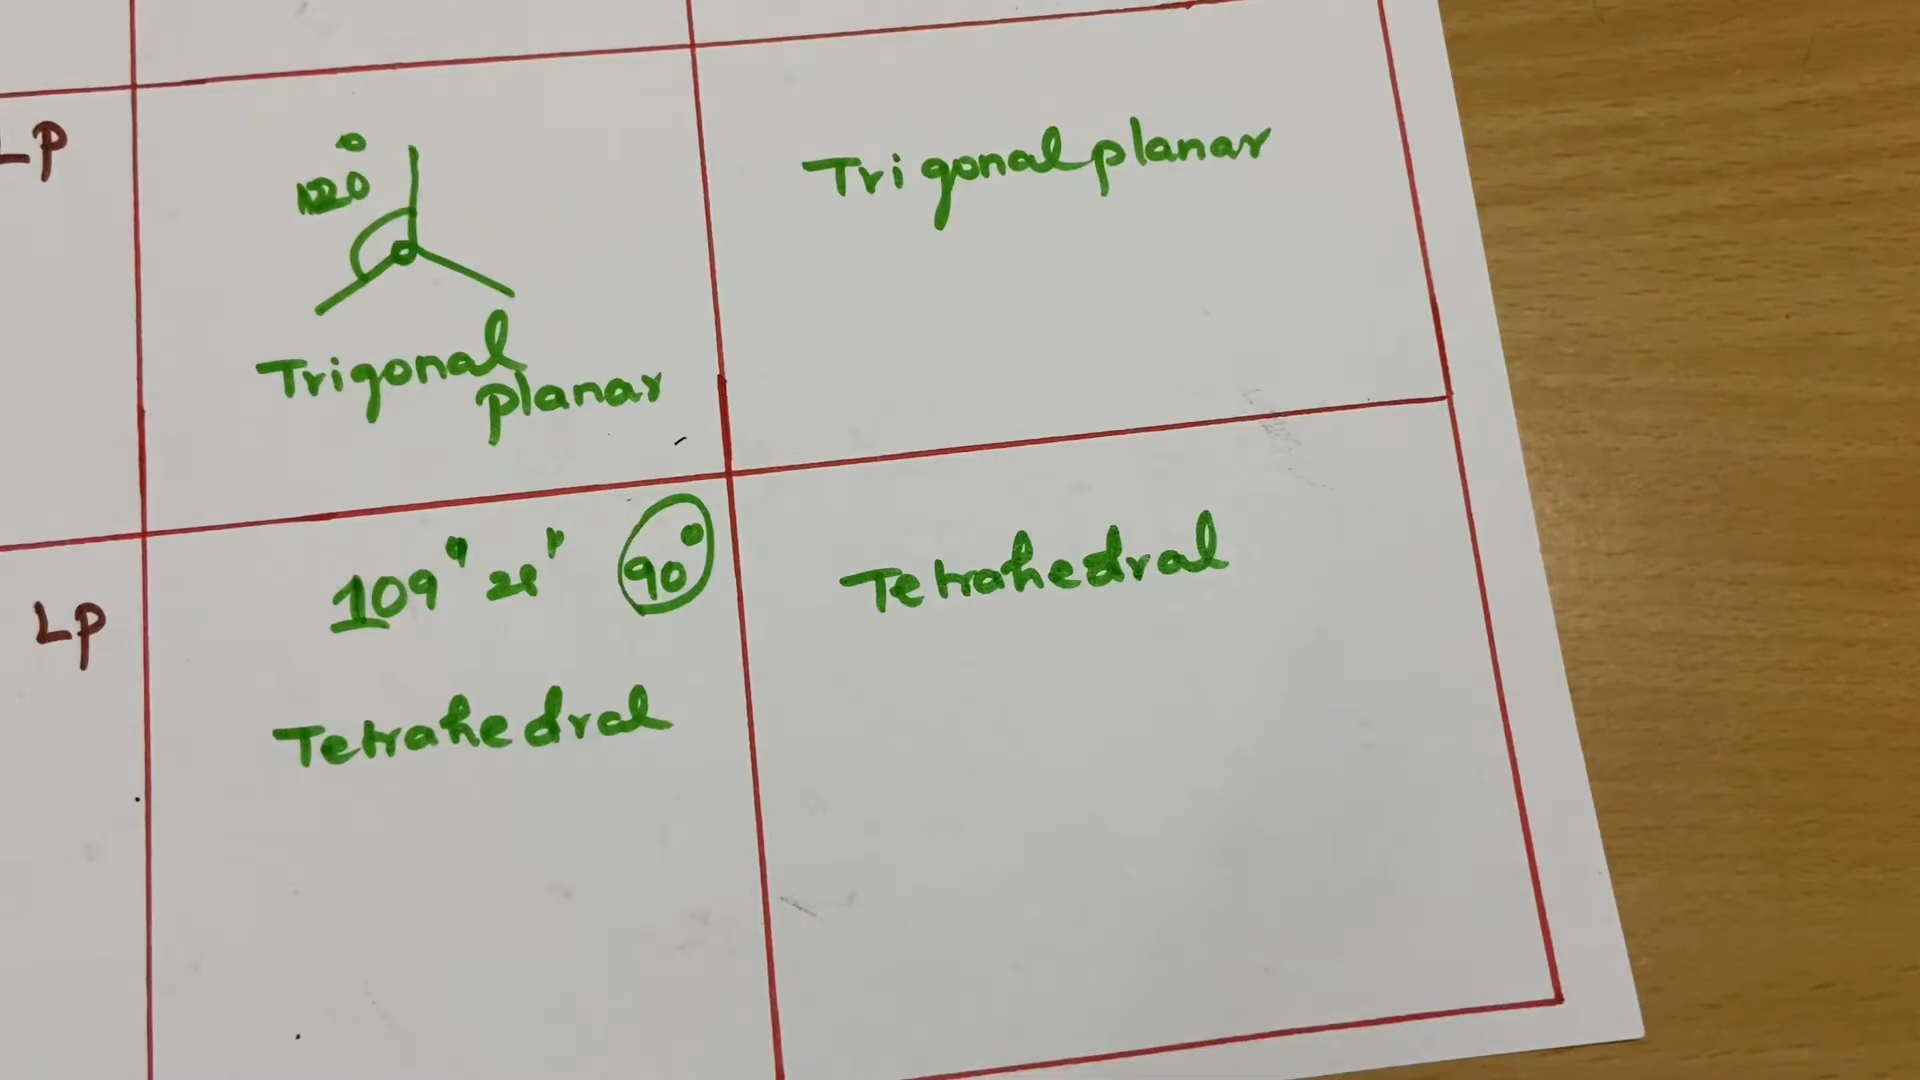 LP
120°
Trigonal
planar
Trigonal planar
LP
109° 28' 90°
Tetrahedral
Tetrahedral